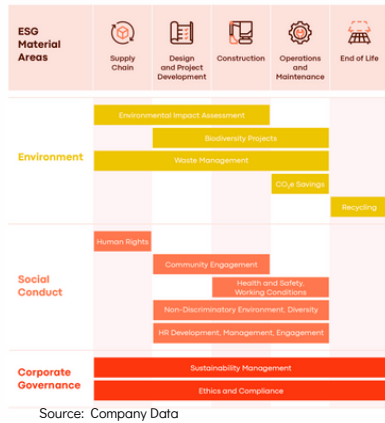 ESG
Material
Areas
Supply
Chain
Design
and Project
Development
Construction
Operations
and
Maintenance
End of Life
Environment
Environmental Impact Assessment
Biodiversity Projects
Waste Management
CO₂e Savings
Recycling
Social
Conduct
Human Rights
Community Engagement
Health and Safety,
Working Conditions
Non-Discriminatory Environment, Diversity
HR Development, Management, Engagement
Corporate
Governance
Sustainability Management
Ethics and Compliance
Source: Company Data